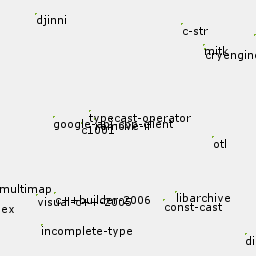 djinni
c-str
mitk
cryengine
typecast-operator
google-api-cpp-client
c1001
otl
multimap
c++builder-2006
visual-c++-2005
libarchive
const-cast
ex
incomplete-type
di